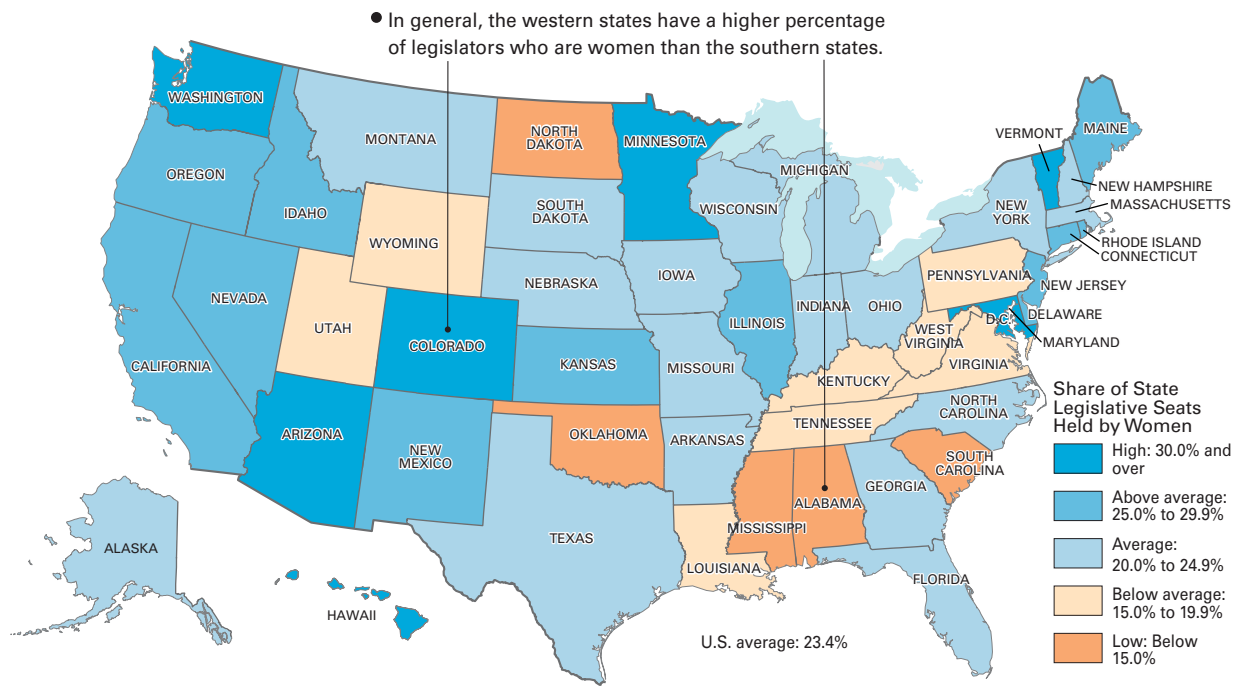 ● In general, the western states have a higher percentage
of legislators who are women than the southern states.
WASHINGTON
MONTANA
NORTH
DAKOTA
MINNESOTA
VERMONT
MAINE
OREGON
IDAHO
MICHIGAN
SOUTH
DAKOTA
WISCONSIN
NEW
YORK
NEW HAMPSHIRE
MASSACHUSETTS
WYOMING
RHODE ISLAND
CONNECTICUT
IOWA
PENNSYLVANIA
NEW JERSEY
NEVADA
NEBRASKA
INDIANA
OHIO
UTAH
ILLINOIS
D.C.
DELAWARE
WEST
VIRGINIA
MARYLAND
COLORADO
CALIFORNIA
KANSAS
MISSOURI
VIRGINIA
KENTUCKY
NORTH
CAROLINA
TENNESSEE
ARIZONA
OKLAHOMA
ARKANSAS
NEW
MEXICO
SOUTH
CAROLINA
GEORGIA
ALABAMA
MISSISSIPPI
TEXAS
ALASKA
LOUISIANA
FLORIDA
HAWAII
U.S. average: 23.4%
Share of State
Legislative Seats
Held by Women
High: 30.0% and
over
Above average:
25.0% to 29.9%
Average:
20.0% to 24.9%
Below average:
15.0% to 19.9%
Low: Below
15.0%